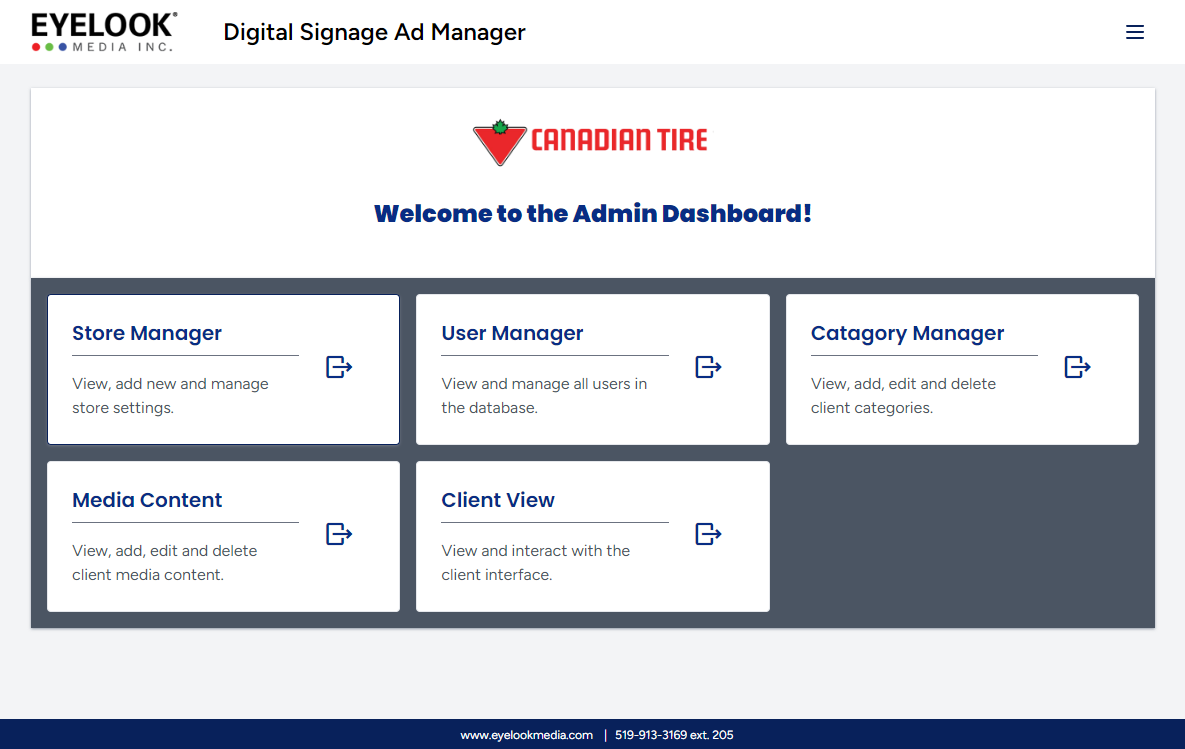 EYELOOK®
MEDIA INC.
Digital Signage Ad Manager
CANADIAN TIRE
Welcome to the Admin Dashboard!
Store Manager
View, add new and manage
store settings.
User Manager
View and manage all users in
the database.
Catagory Manager
View, add, edit and delete
client categories.
Media Content
View, add, edit and delete
client media content.
Client View
View and interact with the
client interface.
www.eyelookmedia.com | 519-913-3169 ext. 205